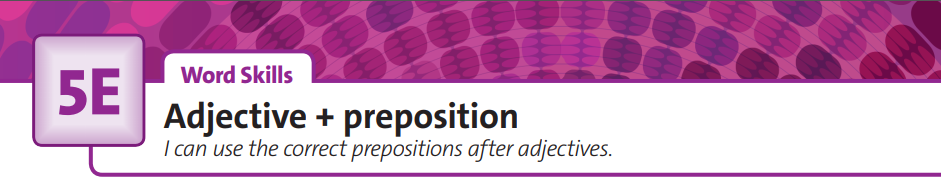 5E
Word Skills
Adjective + preposition
I can use the correct prepositions after adjectives.